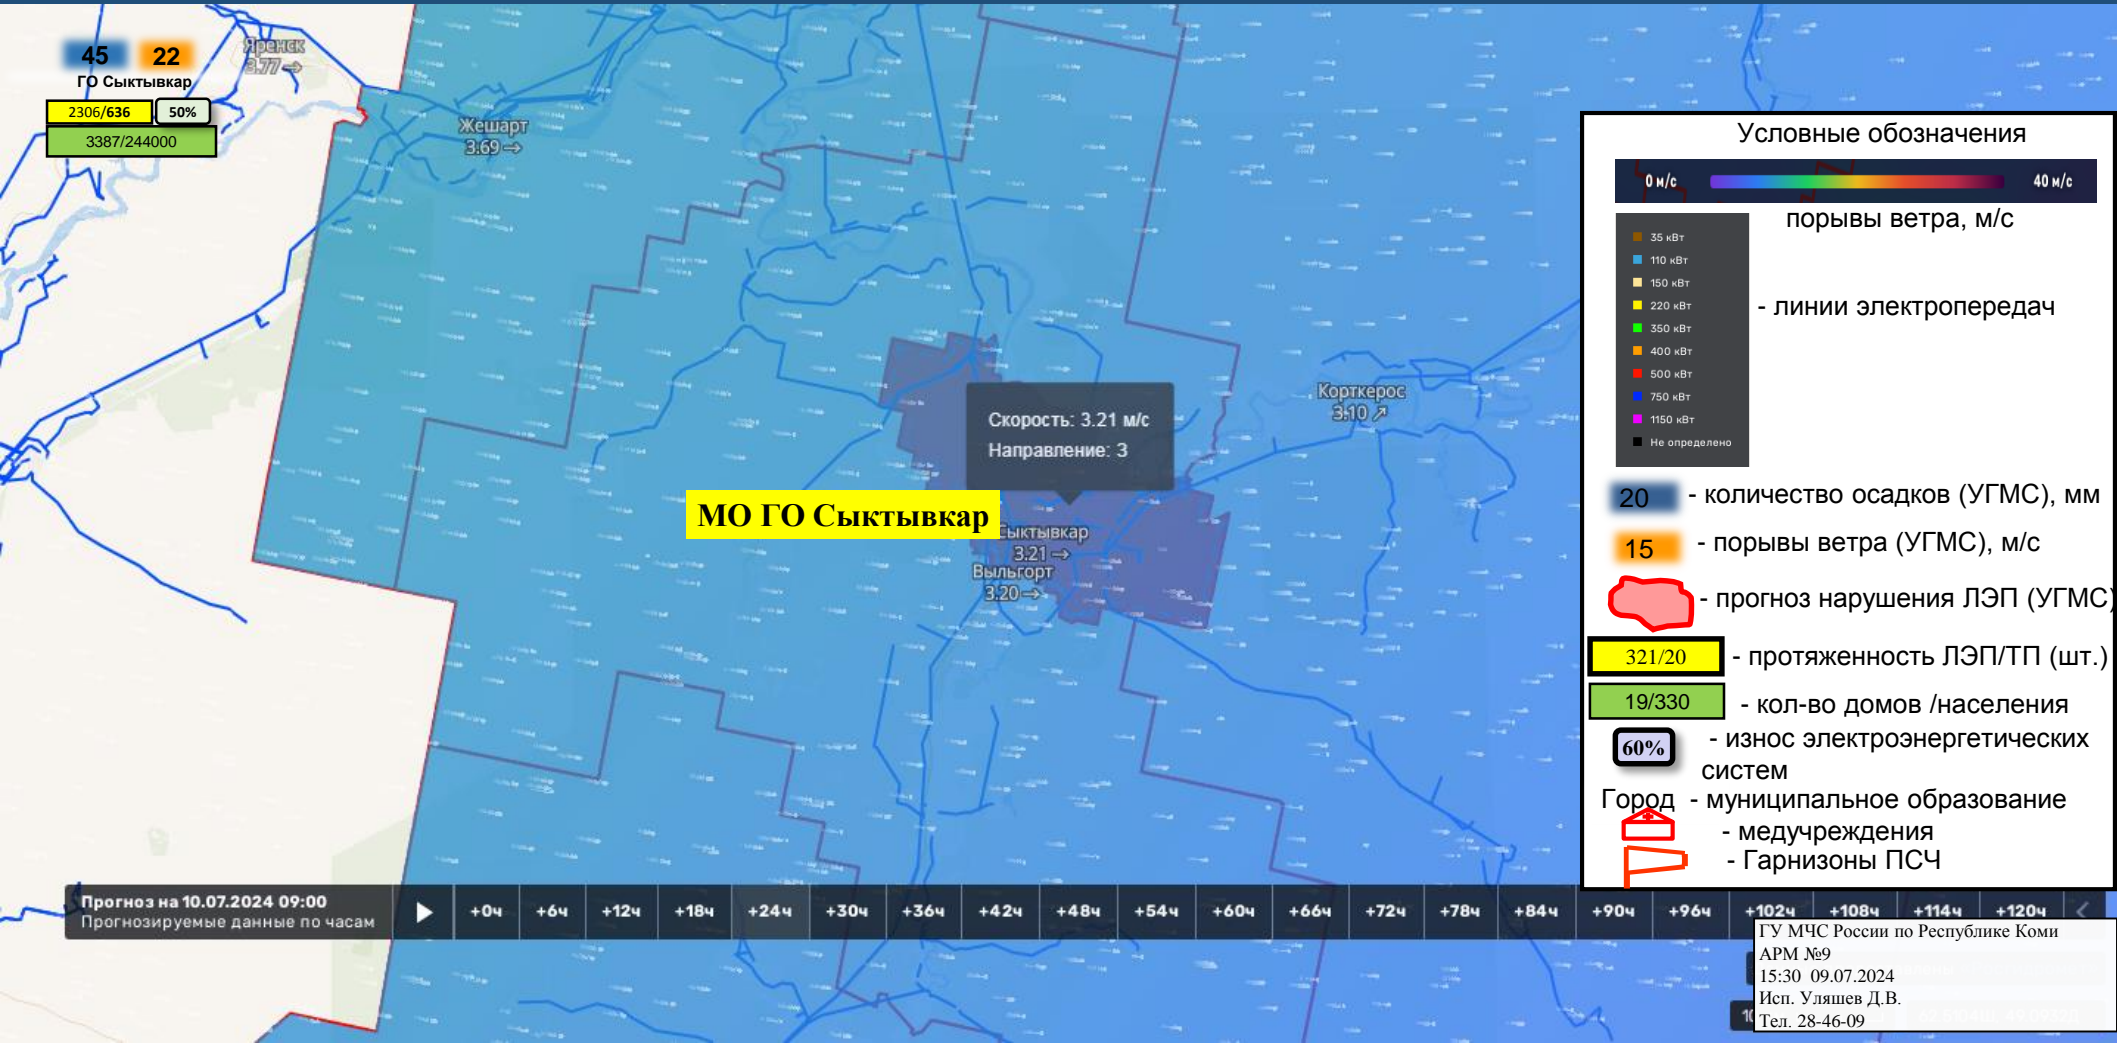 45 22
ГО Сыктывкар
2306/636 50%
3387/244000
Яренск
3.77→
Жешарт
3.69→
Корткерос
3.10↗
Скорость: 3.21 м/с
Направление: З
МО ГО Сыктывкар
Сыктывкар
3.21→
Выльгорт
3.20→
Условные обозначения
0 м/с 40 м/с
порывы ветра, м/с
35 кВт
110 кВт
150 кВт
220 кВт
350 кВт
400 кВт
500 кВт
750 кВт
1150 кВт
Не определено
- линии электропередач
20 - количество осадков (УГМС), мм
15 - порывы ветра (УГМС), м/с
- прогноз нарушения ЛЭП (УГМС)
321/20 - протяженность ЛЭП/ТП (шт.)
19/330 - кол-во домов /населения
60% - износ электроэнергетических
систем
Город - муниципальное образование
- медучреждения
- Гарнизоны ПСЧ
Прогноз на 10.07.2024 09:00
Прогнозируемые данные по часам
+0ч +6ч +12ч +18ч +24ч +30ч +36ч +42ч +48ч +54ч +60ч +66ч +72ч +78ч +84ч +90ч +96ч +102ч +108ч +114ч +120ч
ГУ МЧС России по Республике Коми
АРМ №9
15:30 09.07.2024
Исп. Уляшев Д.В.
Тел. 28-46-09